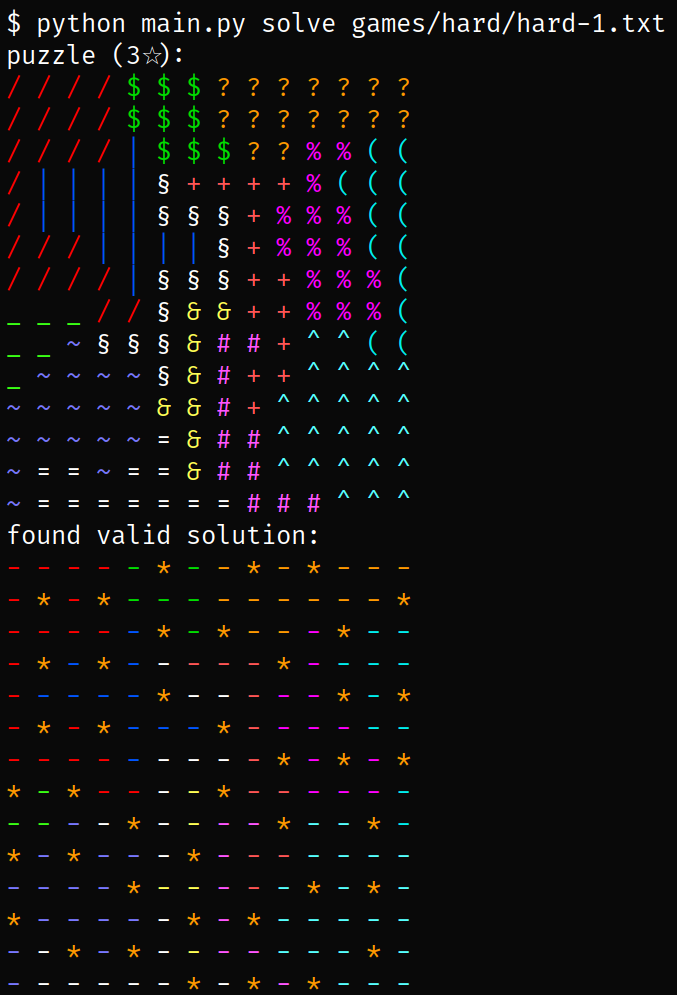 $ python main.py solve games/hard/hard-1.txt
puzzle (3☆):
/ / / / $ $ $ ? ? ? ? ? ? ?
/ / / / $ $ $ ? ? ? ? ? ? ?
/ / / / | $ $ $ ? ? % % ( (
/ | | | | § + + + + % ( ( (
/ | | | | § § § + % % % ( (
/ / / | | | | § + % % % ( (
/ / / / | § § § + + % % % (
_ _ _ / / § & & + + % % % (
_ _ ~ § § § & # # + ^ ^ ( (
_ ~ ~ ~ ~ § & # + + ^ ^ ^ ^
~ ~ ~ ~ ~ & & # + ^ ^ ^ ^ ^
~ ~ ~ ~ ~ = & # # ^ ^ ^ ^ ^
~ = = ~ = = & # # ^ ^ ^ ^ ^
~ = = = = = = = # # # ^ ^ ^
found valid solution:
- - - - - * - - * - * - - -
- * - * - - - - - - - - - *
- - - - - * - * - - - * - -
- * - * - - - - - * - - - -
- - - - - * - - - - - * - *
- * - * - - - * - - - - - -
- - - - - - - - - * - * - *
* - * - - - - * - - - - - -
- - - - * - - - - * - - * -
* - * - - - * - - - - - - -
- - - - * - - - - - * - * -
* - - - - - * - * - - - - -
- - * - * - - - - - - - * -
- - - - - - * - * - * - - -